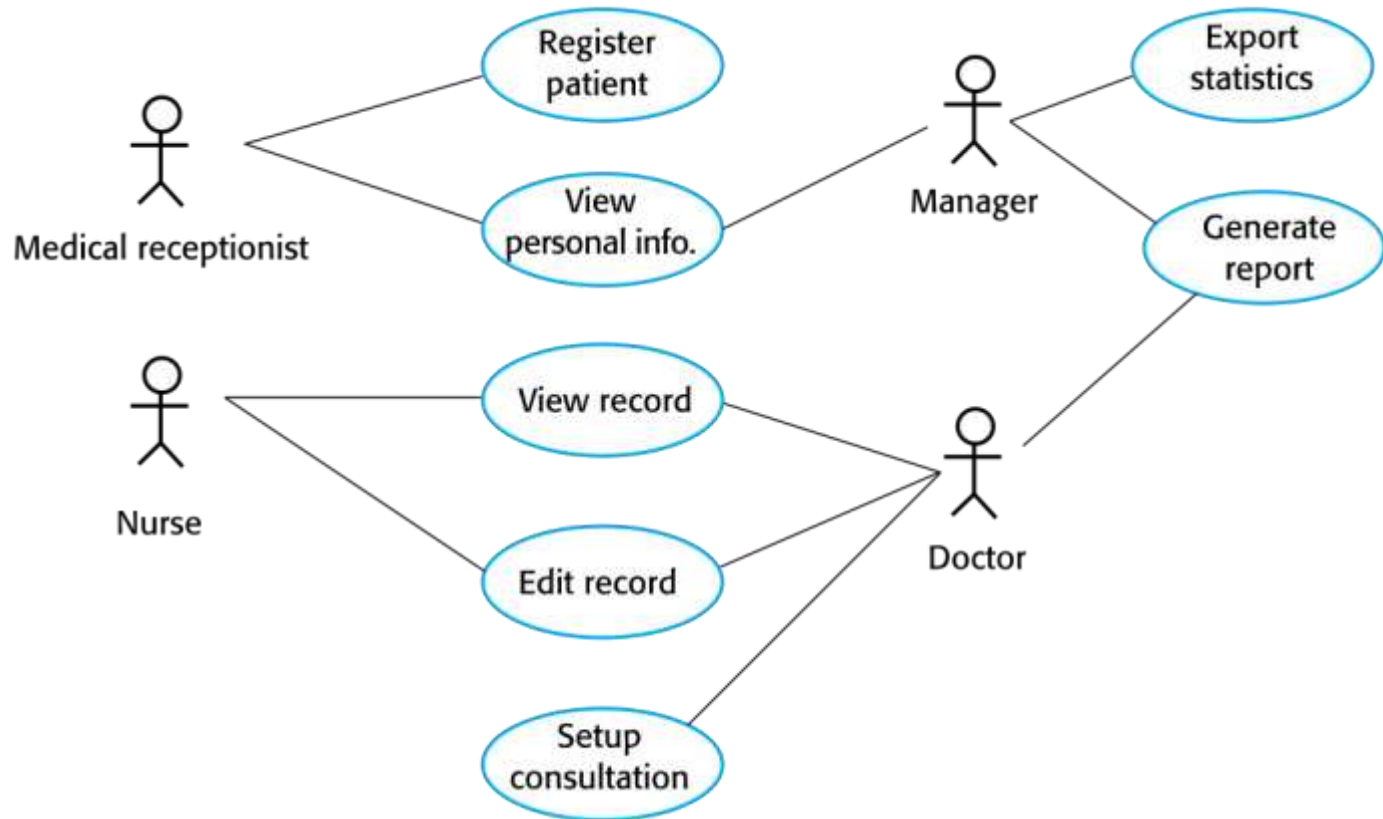 Register
patient
Export
statistics
Medical receptionist
View
personal info.
Manager
Generate
report
Nurse
View record
Edit record
Doctor
Setup
consultation